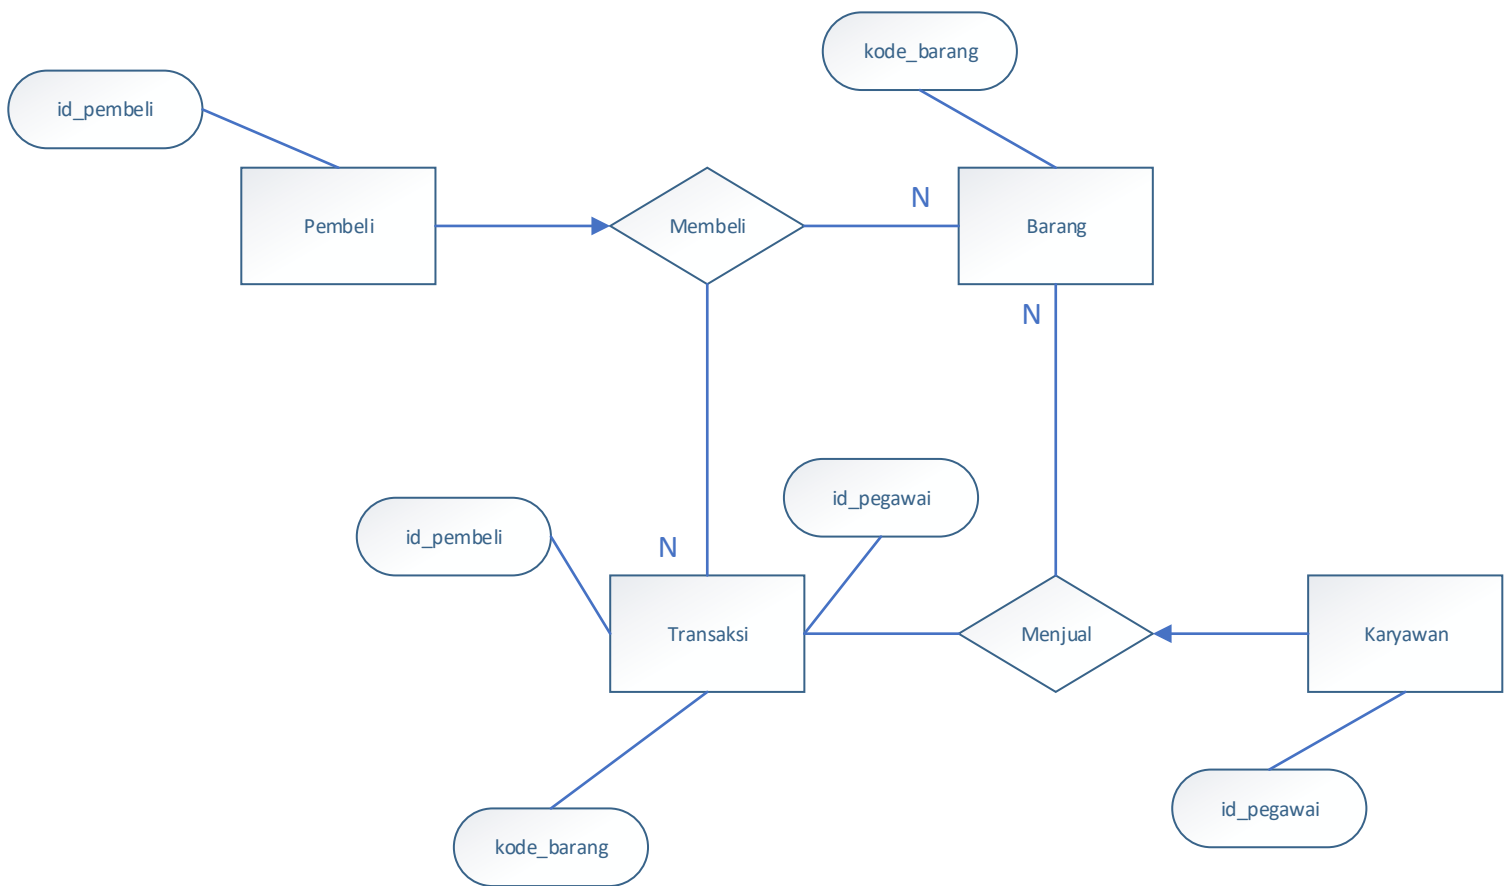 kode_barang
id_pembeli
Pembeli
Membeli
N
Barang
N
id_pegawai
id_pembeli
N
Transaksi
Menjual
Karyawan
id_pegawai
kode_barang